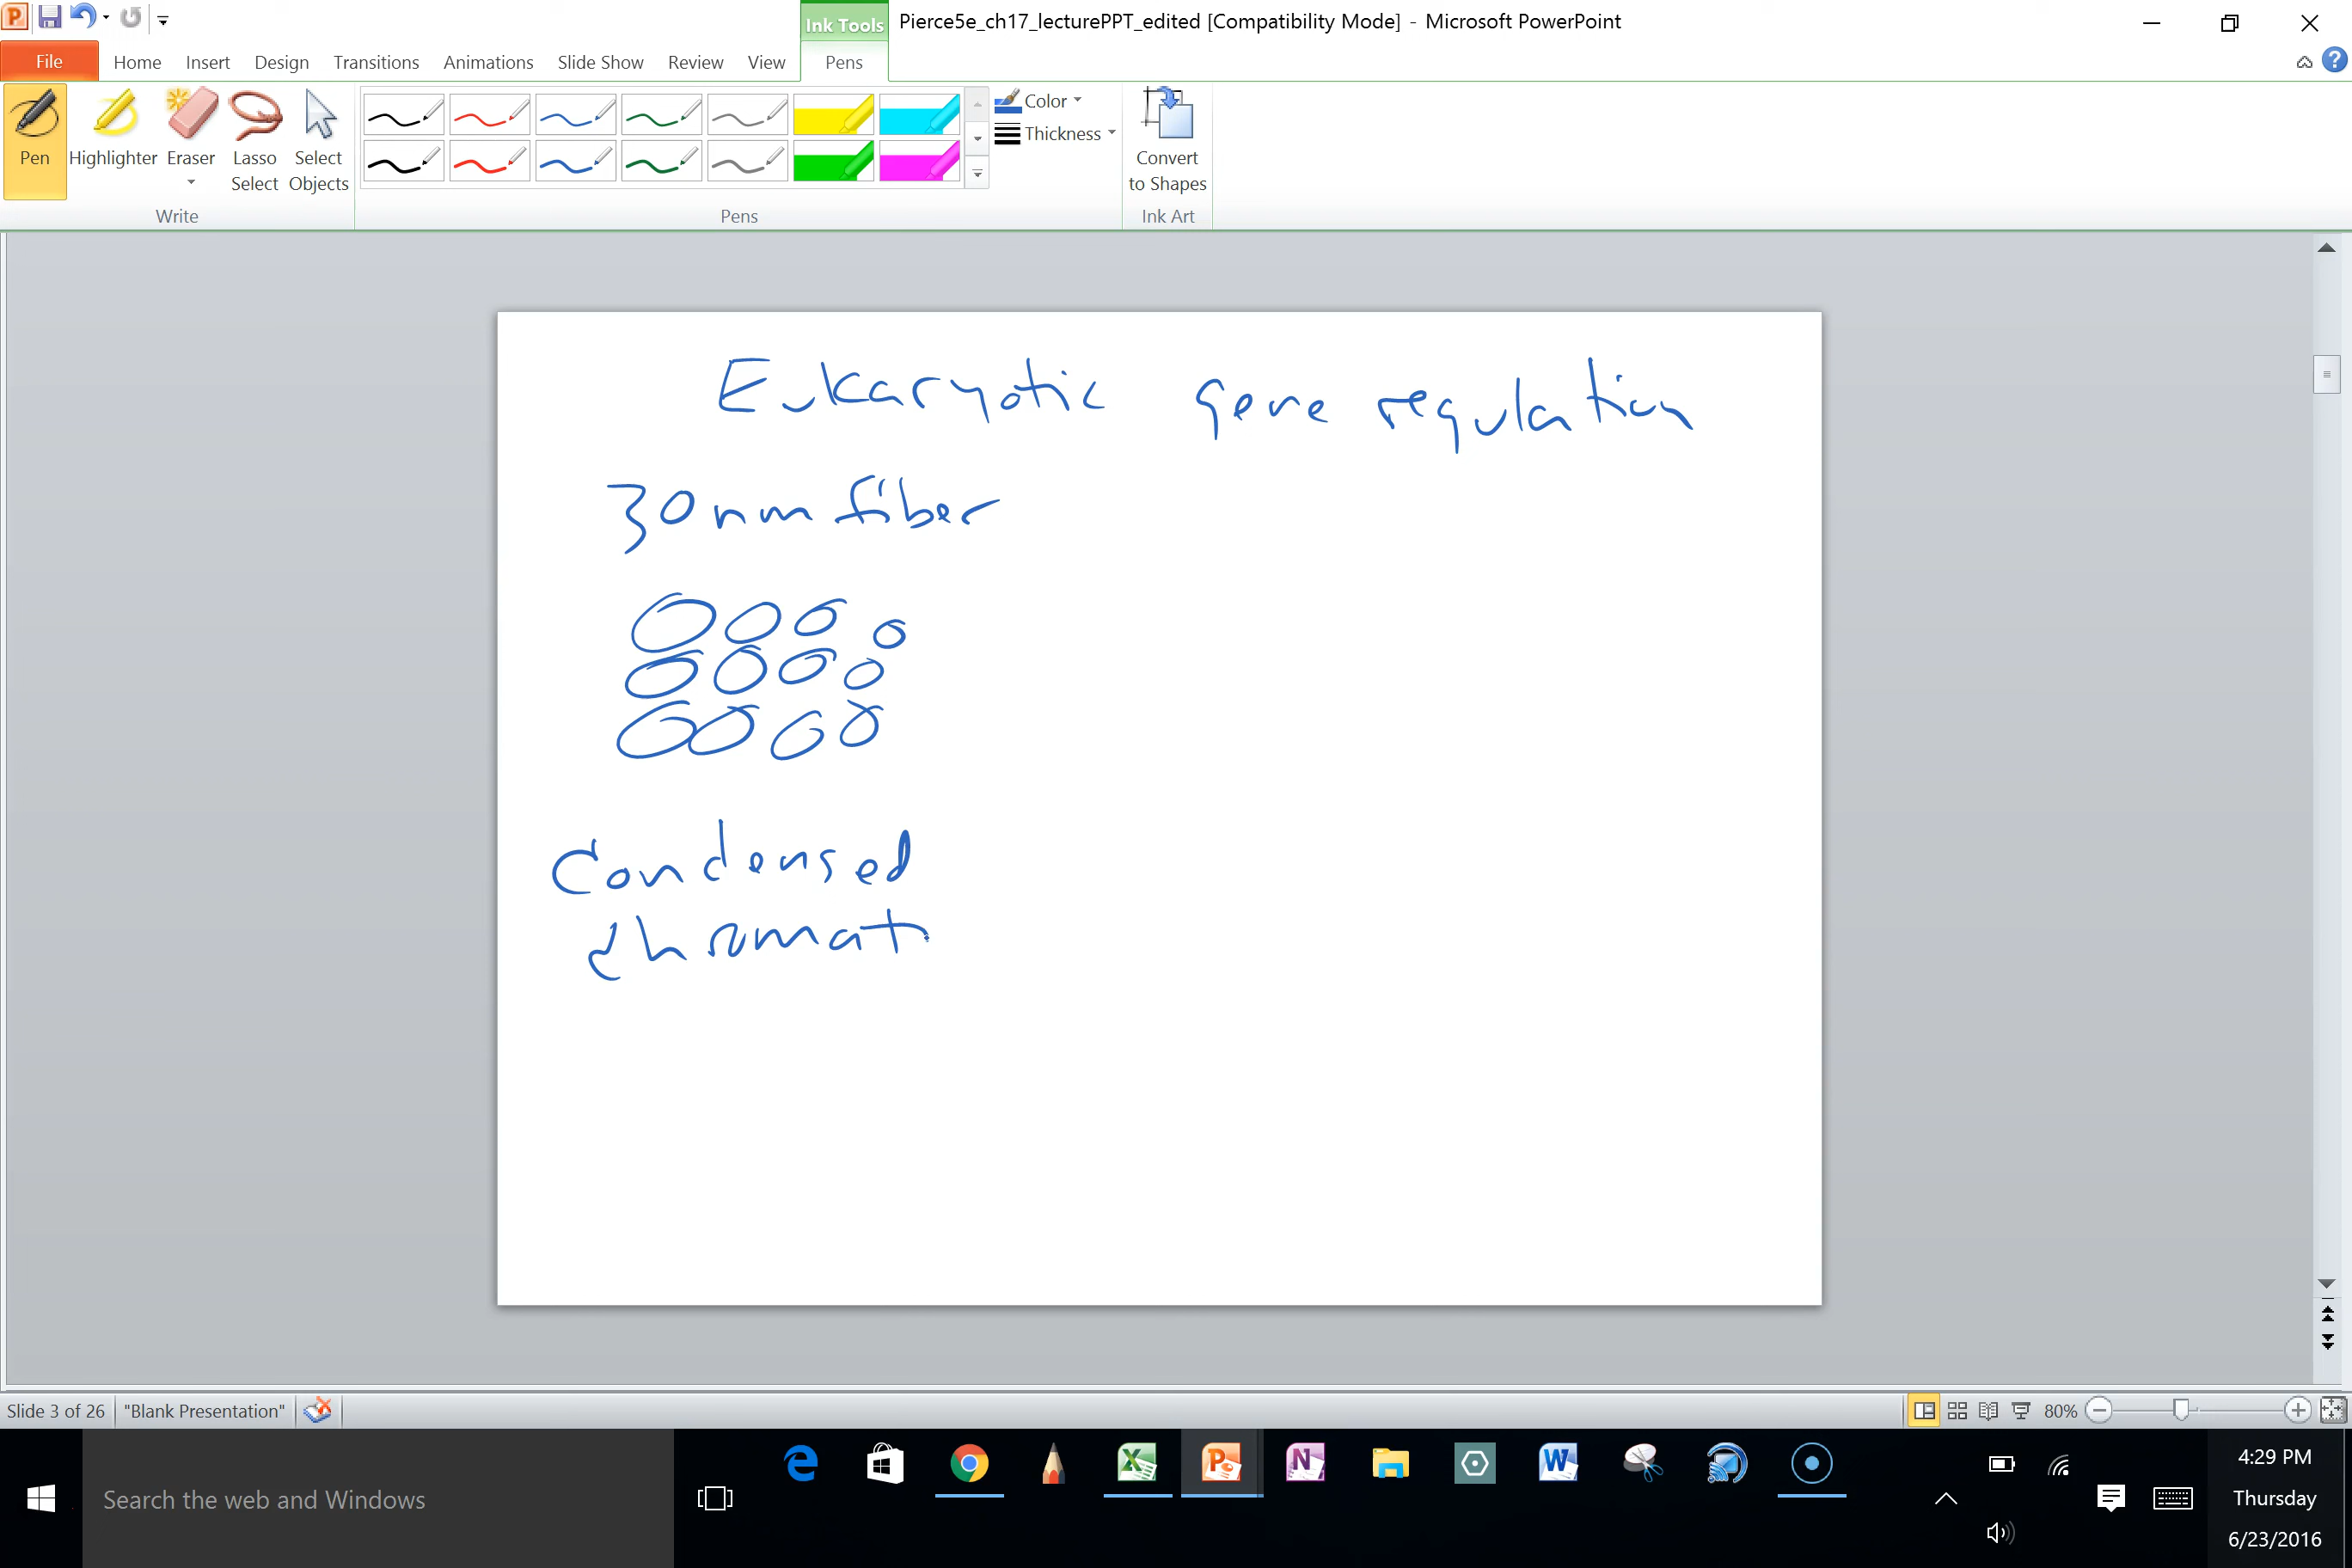 Ink Tools
Pierce5e_ch17_lecturePPT_edited [Compatibility Mode] - Microsoft PowerPoint
File Home Insert Design Transitions Animations Slide Show Review View Pens
Pen Highlighter Eraser Lasso Select Select Objects
Color
Thickness
Convert to Shapes
Write Pens Ink Art
Eukaryotic gene regulation
30nm fiber
Condensed
chromat
Slide 3 of 26 "Blank Presentation" 80%
Search the web and Windows
4:29 PM
Thursday
6/23/2016